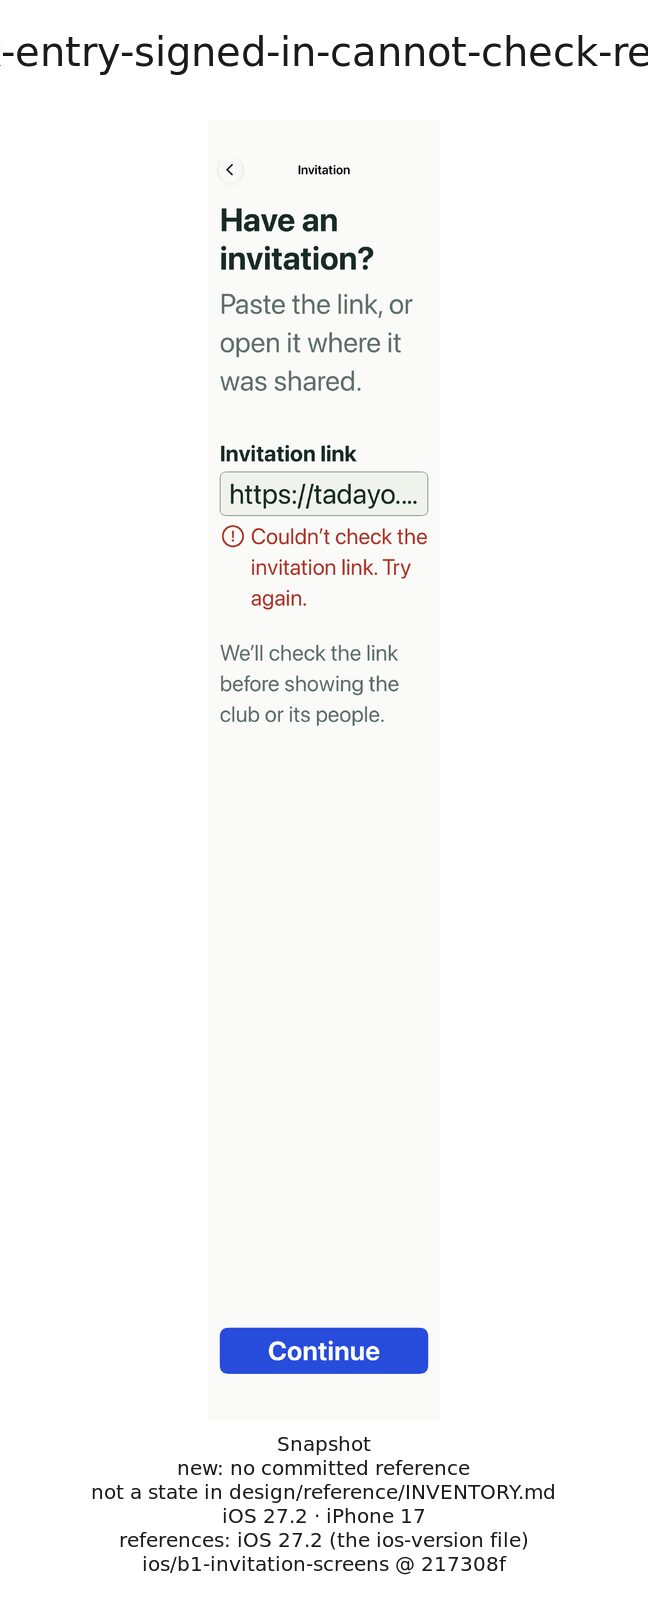 -entry-signed-in-cannot-check-re
Invitation
Have an
invitation?
Paste the link, or
open it where it
was shared.
Invitation link
https://tadayo....
Couldn’t check the
invitation link. Try
again.
We’ll check the link
before showing the
club or its people.
Continue
Snapshot
new: no committed reference
not a state in design/reference/INVENTORY.md
iOS 27.2 · iPhone 17
references: iOS 27.2 (the ios-version file)
ios/b1-invitation-screens @ 217308f